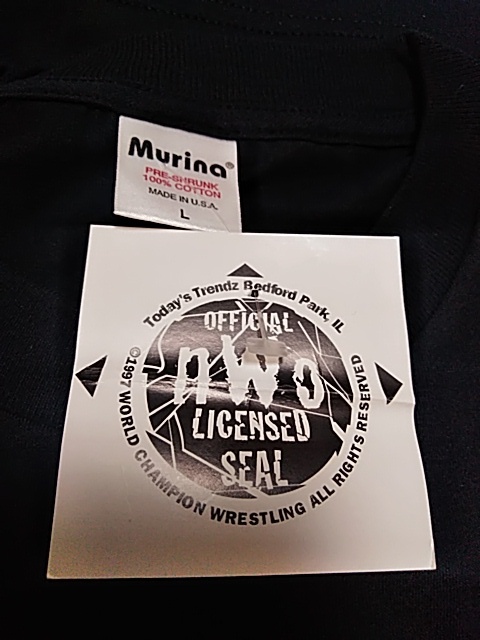 Murina®
PRE-SHRUNK
100% COTTON
MADE IN U.S.A.
L
Today's Trendz Bedford Park, IL
OFFICIAL
nWo
LICENSED
SEAL
©1997 WORLD CHAMPION WRESTLING ALL RIGHTS RESERVED